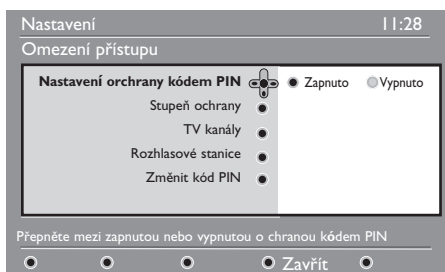 Nastavení 11:28
Omezení přístupu
Nastavení orchrany kódem PIN Zapnuto Vypnuto
Stupeň ochrany
TV kanály
Rozhlasové stanice
Změnit kód PIN
Přepněte mezi zapnutou nebo vypnutou o chranou kódem PIN
Zavřít